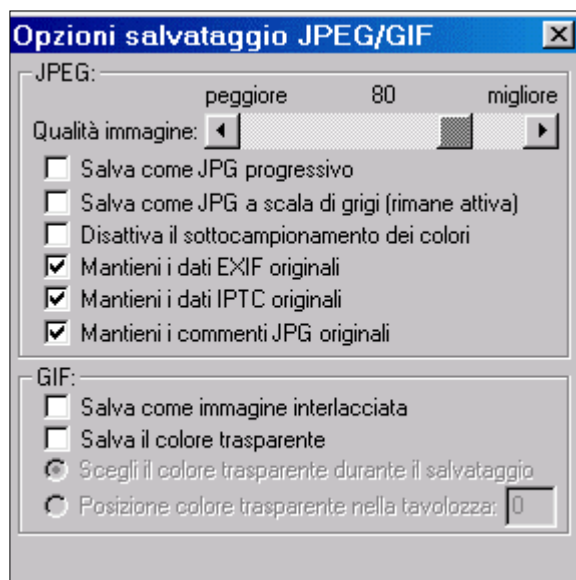 Opzioni salvataggio JPEG/GIF
JPEG:
peggiore 80 migliore
Qualità immagine:
Salva come JPG progressivo
Salva come JPG a scala di grigi (rimane attiva)
Disattiva il sottocampionamento dei colori
Mantieni i dati EXIF originali
Mantieni i dati IPTC originali
Mantieni i commenti JPG originali
GIF:
Salva come immagine interlacciata
Salva il colore trasparente
Scegli il colore trasparente durante il salvataggio
Posizione colore trasparente nella tavolozza: 0